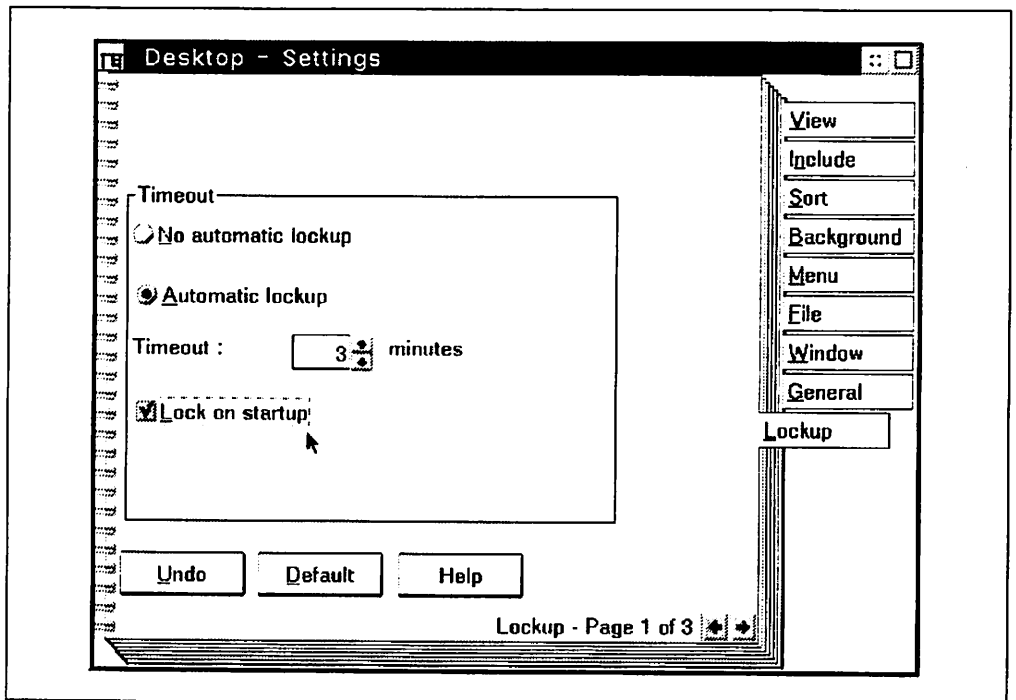 Desktop - Settings
View
Include
Sort
Background
Menu
File
Window
General
Lockup
Timeout
No automatic lockup
Automatic lockup
Timeout : 3 minutes
Lock on startup
Undo Default Help
Lockup - Page 1 of 3